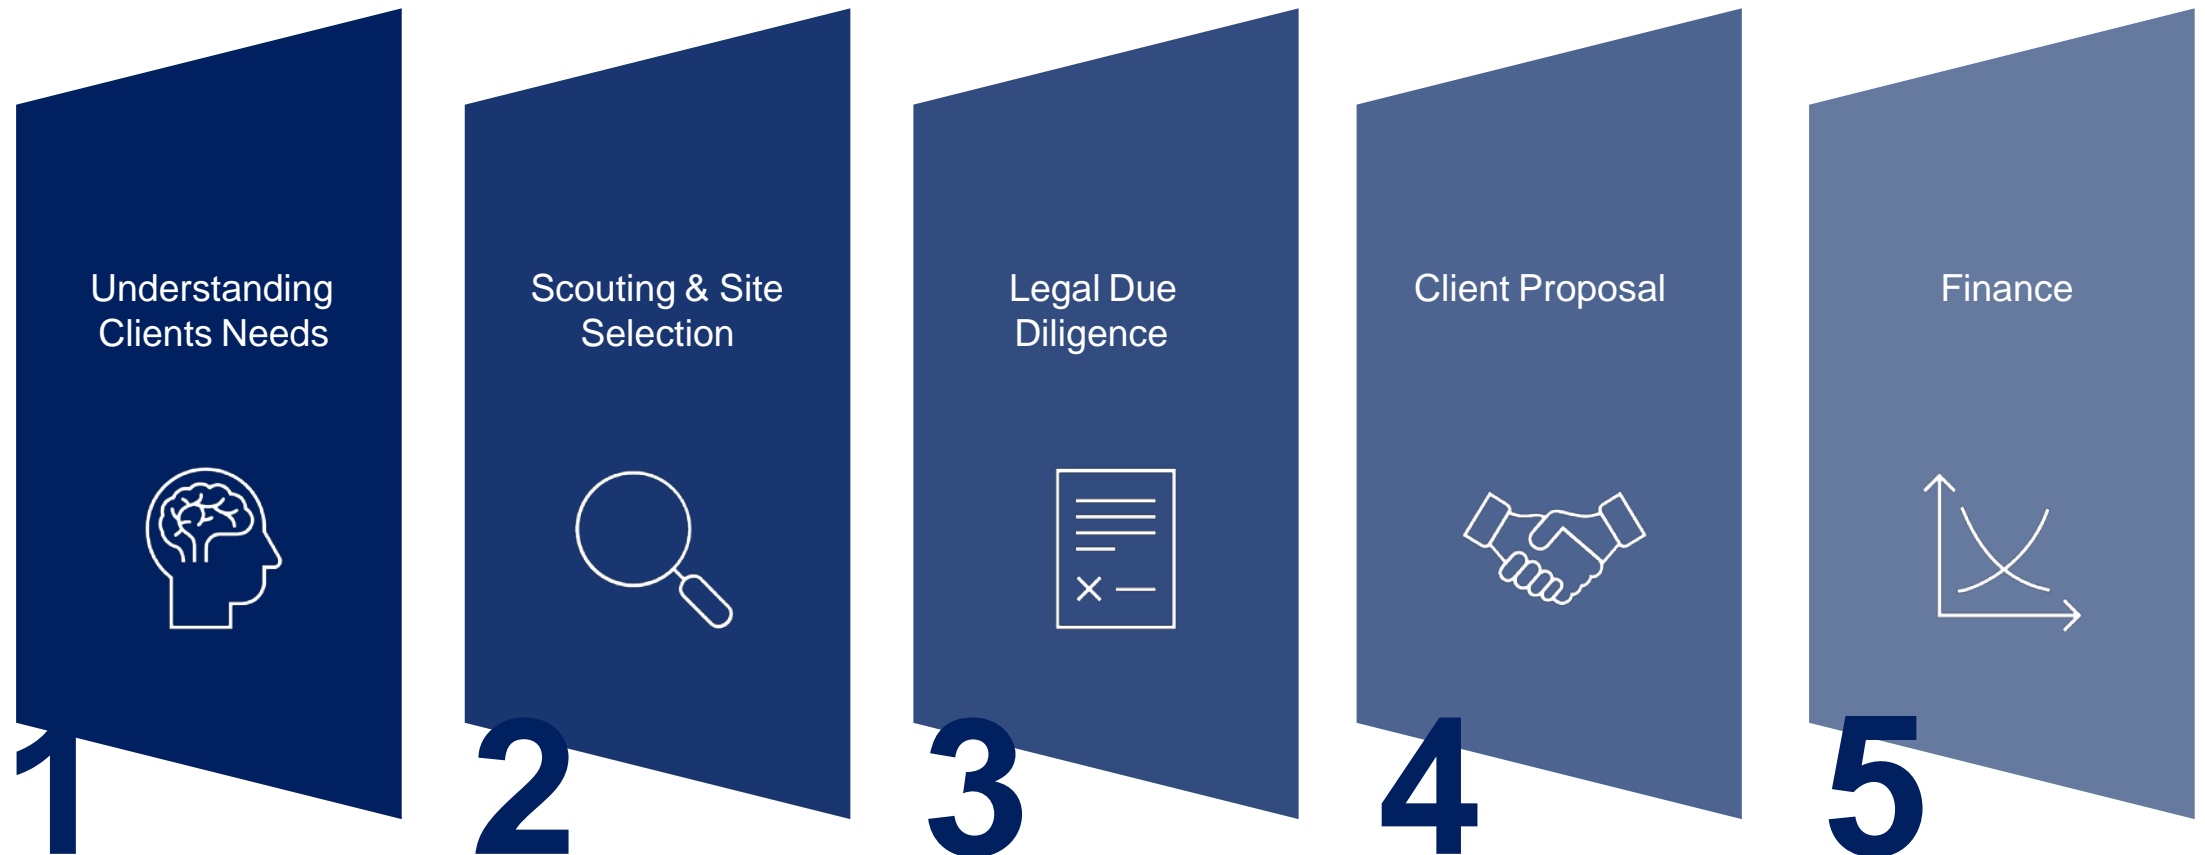 Understanding
Clients Needs
Scouting & Site
Selection
Legal Due
Diligence
Client Proposal
Finance
1
2
3
4
5